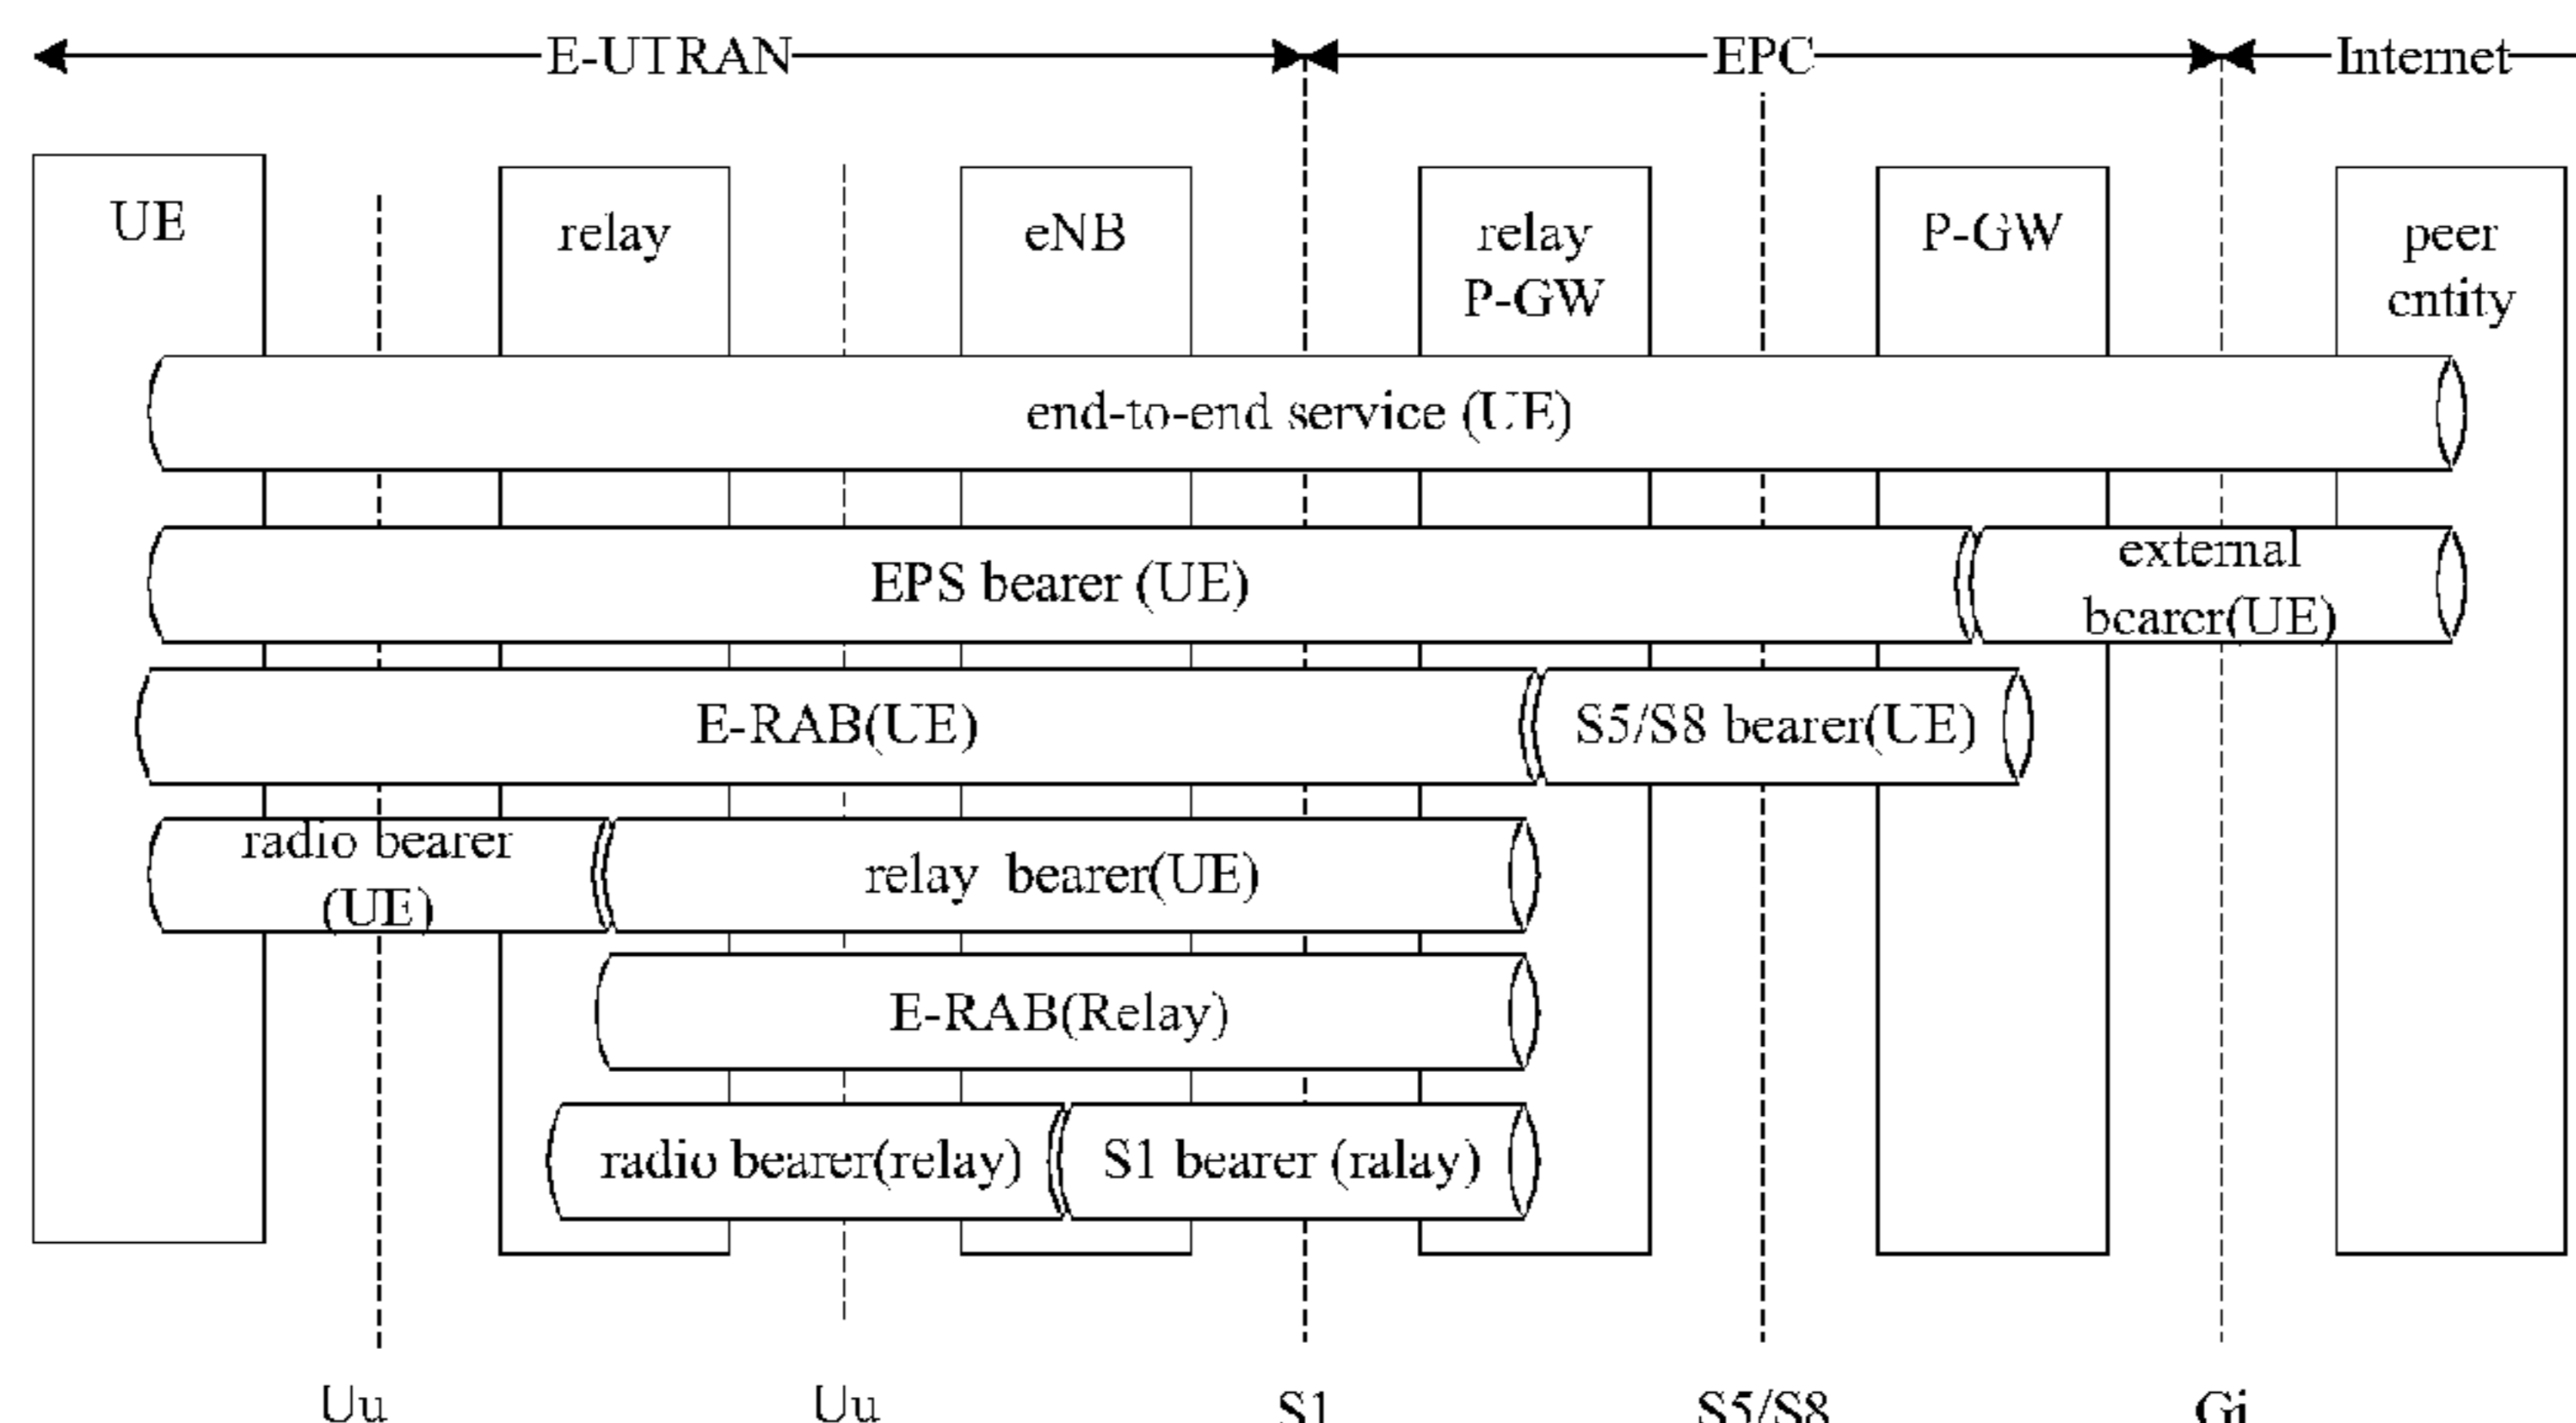 E-UTRAN EPC Internet
UE relay eNB relay P-GW peer
P-GW cntity
end-to-end service (UE)
EPS bearer (UE) external
bcarcr(UE)
E-RAB(UE) S5/S8 bearer(UE)
radio bearer
(UE) relay bearer(UE)
E-RAB(Relay)
radio bearer(relay) S1 bearer (ralay)
Uu Uu S1 S5/S8 Gi